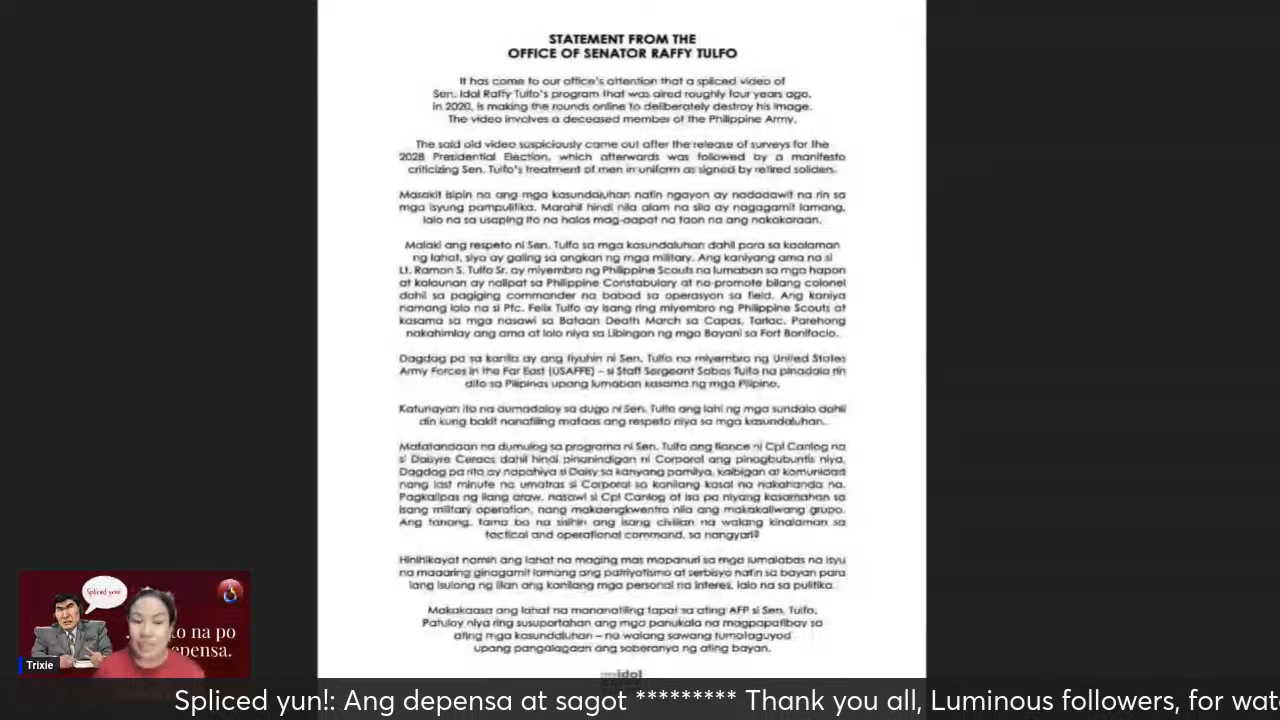 STATEMENT FROM THE
OFFICE OF SENATOR RAFFY TULFO
It has come to our office's attention that a spliced video of
Sen. Idol Raffy Tulfo's program that was aired roughly four years ago,
in 2020, is making the rounds online to deliberately destroy his image.
The video involves a deceased member of the Philippine Army.
The said old video suspiciously came out after the release of surveys for the
2028 Presidential Election, which afterwards was followed by a manifesto
criticizing Sen. Tulfo's treatment of men in uniform as signed by retired soliders.
Masakit isipin na ang mga kasundaluhan natin ngayon ay nadadawit na rin sa
mga isyung pampulitika. Marahil hindi nila alam na sila ay nagagamit lamang,
lalo na sa usaping ito na halos mag-aapat na taon na ang nakakaraan.
Malaki ang respeto ni Sen. Tulfo sa mga kasundaluhan dahil para sa kaalaman
ng lahat, siya ay galing sa angkan ng mga military. Ang kaniyang ama na si
Lt. Ramon S. Tulfo Sr. ay miyembro ng Philippine Scouts na lumaban sa mga hapon
at kalaunan ay nalipat sa Philippine Constabulary at na-promote bilang colonel
dahil sa pagiging commander na babad sa operasyon sa field. Ang kaniya
namang lolo na si Pfc. Felix Tulfo ay isang ring miyembro ng Philippine Scouts at
kasama sa mga nasawi sa Bataan Death March sa Capas, Tarlac. Parehong
nakahimlay ang ama at lolo niya sa Libingan ng mga Bayani sa Fort Bonifacio.
Dagdag pa sa kanila ay ang tiyuhin ni Sen. Tulfo na miyembro ng United States
Army Forces in the Far East (USAFFE) – si Staff Sergeant Sabas Tulfo na pinadala rin
dito sa Pilipinas upang lumaban kasama ng mga Pilipino.
Katunayan ito na dumadaloy sa dugo ni Sen. Tulfo ang lahi ng mga sundalo dahil
din kung bakit nanatiling mataas ang respeto niya sa mga kasundaluhan.
Matatandaan na dumulog sa programa ni Sen. Tulfo ang fiance ni Cpl Canlog na
si Daisyre Ceraos dahil hindi pinanindigan ni Corporal ang pinagbubuntis niya.
Dagdag pa rito ay napahiya si Daisy sa kanyang pamilya, kaibigan at komunidad
nang last minute na umatras si Corporal sa kanilang kasal na nakahanda na.
Pagkalipas ng ilang araw, nasawi si Cpl Canlog at isa pa niyang kasamahan sa
isang military operation, nang makaengkwentro nila ang makakaliwang grupo.
Ang tanong, tama ba na sisihin ang isang civilian na walang kinalaman sa
tactical and operational command, sa nangyari?
Hinihikayat namin ang lahat na maging mas mapanuri sa mga lumalabas na isyu
na maaaring ginagamit lamang ang patriyotismo at serbisyo natin sa bayan para
lang isulong ng ilan ang kanilang mga personal na interes, lalo na sa pulitika.
Makakaasa ang lahat na mananatiling tapat sa ating AFP si Sen. Tulfo.
Patuloy niya ring susuportahan ang mga panukala na magpapatibay sa
ating mga kasundaluhan – na walang sawang tumataguyod
upang pangalagaan ang soberanya ng ating bayan.
idol
Spliced yun!
to na po
epensa.
Trixie
Spliced yun!: Ang depensa at sagot ********* Thank you all, Luminous followers, for wat